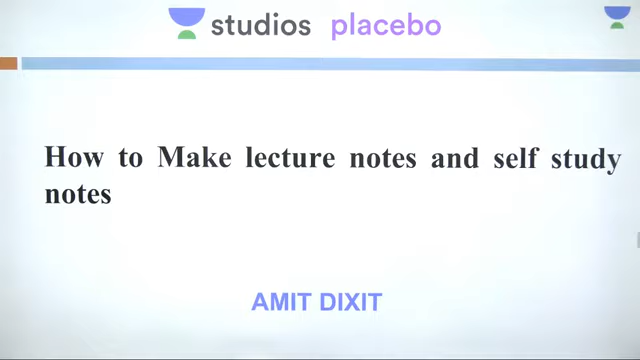 studios placebo
How to Make lecture notes and self study
notes
AMIT DIXIT